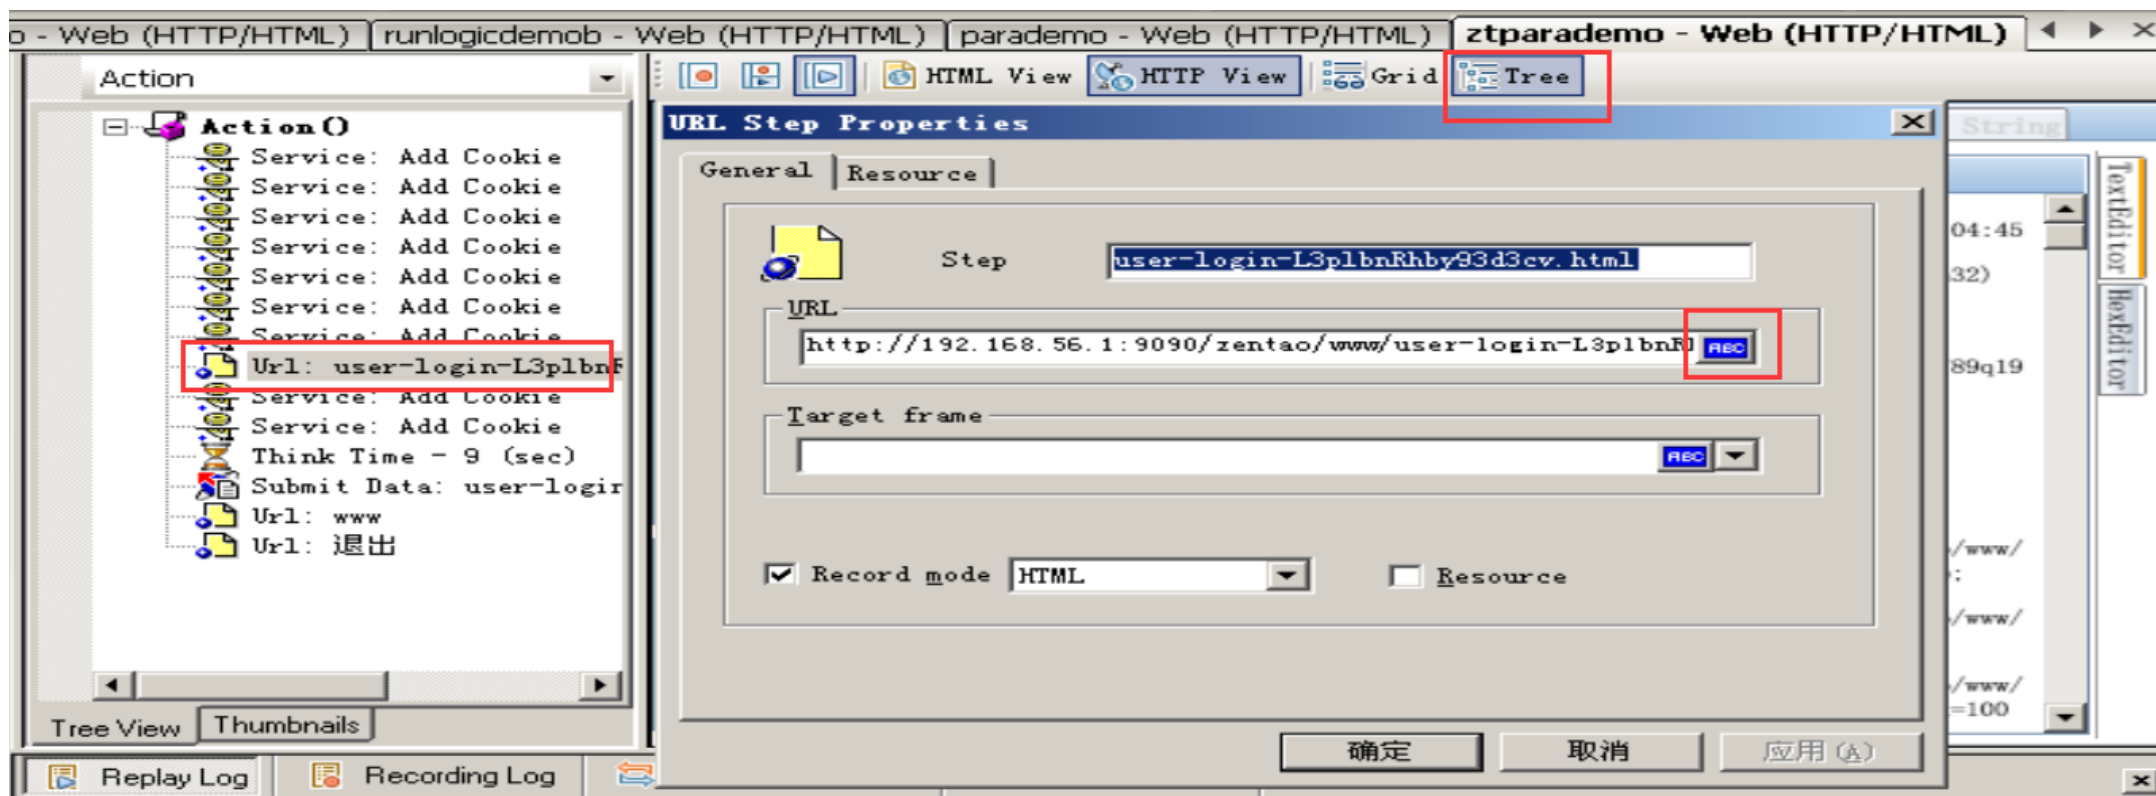 o - Web (HTTP/HTML) runlogicdemob - Web (HTTP/HTML) parademo - Web (HTTP/HTML) ztparademo - Web (HTTP/HTML)
Action HTML View HTTP View Grid Tree
Action()
Service: Add Cookie
Service: Add Cookie
Service: Add Cookie
Service: Add Cookie
Service: Add Cookie
Service: Add Cookie
Service: Add Cookie
Url: user-login-L3plbnR
Service: Add Cookie
Service: Add Cookie
Think Time - 9 (sec)
Submit Data: user-login
Url: www
Url: 退出
Tree View Thumbnails
URL Step Properties
General Resource
Step user-login-L3plbnRhby93d3cv.html
URL
http://192.168.56.1:9090/zentao/www/user-login-L3plbnR ABC
Target frame
ABC
Record mode HTML Resource
确定 取消 应用(A)
String
04:45
32)
89q19
/www/
:
/www/
/www/
=100
TextEditor
HexEditor
Replay Log Recording Log